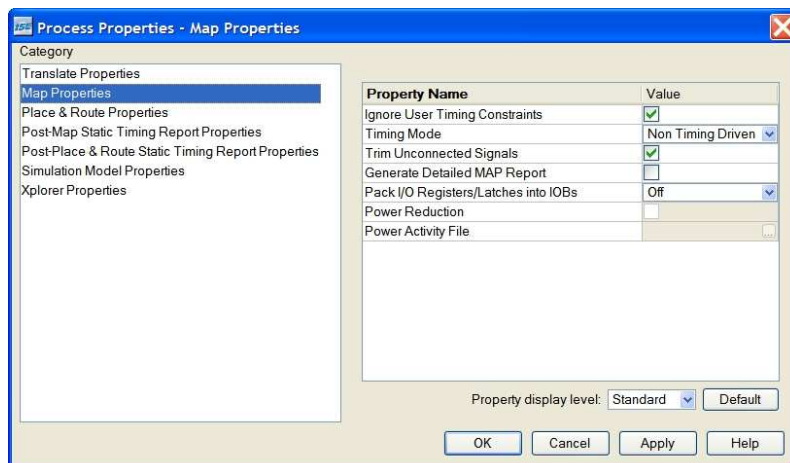 ISE Process Properties - Map Properties
Category
Translate Properties
Map Properties
Place & Route Properties
Post-Map Static Timing Report Properties
Post-Place & Route Static Timing Report Properties
Simulation Model Properties
Xplorer Properties
Property Name Value
Ignore User Timing Constraints
Timing Mode Non Timing Driven
Trim Unconnected Signals
Generate Detailed MAP Report
Pack I/O Registers/Latches into IOBs Off
Power Reduction
Power Activity File ...
Property display level: Standard Default
OK Cancel Apply Help